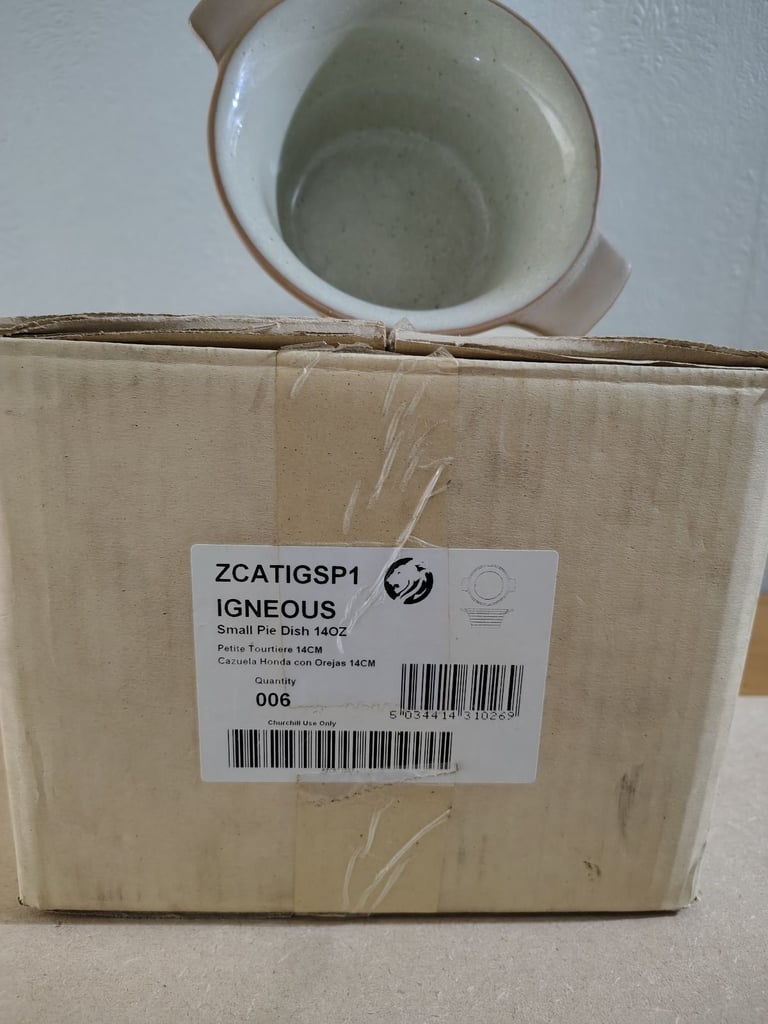 ZCATIGSP1
IGNEOUS
Small Pie Dish 14OZ
Petite Tourtiere 14CM
Cazuela Honda con Orejas 14CM
Quantity
006
5 034414 310269
Churchill Use Only